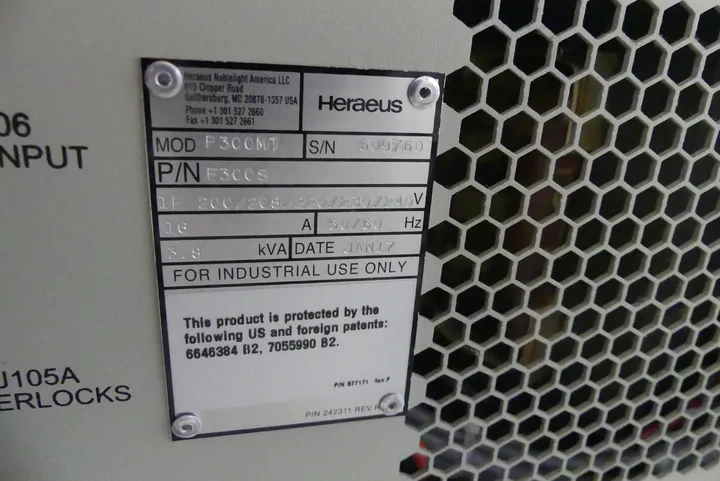 06
INPUT
J105A
ERLOCKS
Heraeus Noblelight America LLC
910 Clopper Road
Gaithersburg, MD 20878-1357 USA
Phone +1 301 527 2660
Fax +1 301 527 2661
Heraeus
MOD F300MT S/N 609760
P/N F300S
1F 200/208/220/230/240 V
16 A 50/60 Hz
3.8 kVA DATE JAN17
FOR INDUSTRIAL USE ONLY
This product is protected by the
following US and foreign patents:
6646384 B2, 7055990 B2.
P/N 677171 Rev F
P/N 242311 REV